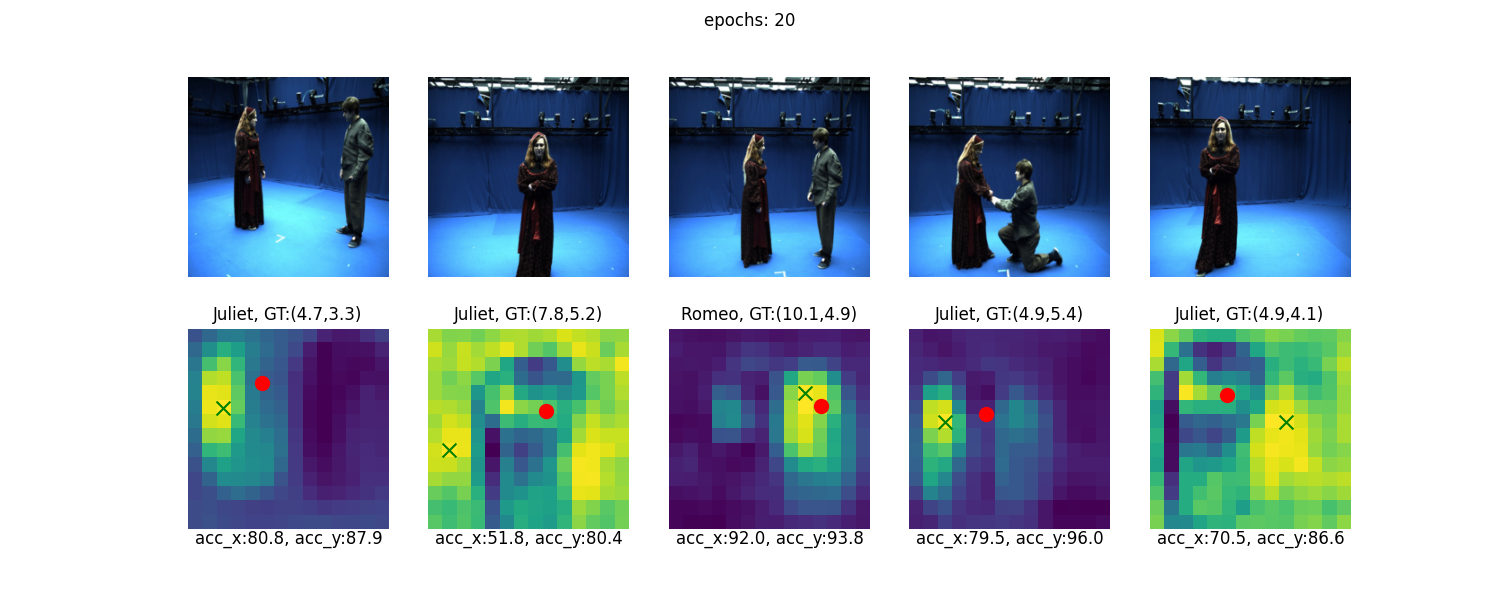 epochs: 20
Juliet, GT:(4.7,3.3)
Juliet, GT:(7.8,5.2)
Romeo, GT:(10.1,4.9)
Juliet, GT:(4.9,5.4)
Juliet, GT:(4.9,4.1)
acc_x:80.8, acc_y:87.9
acc_x:51.8, acc_y:80.4
acc_x:92.0, acc_y:93.8
acc_x:79.5, acc_y:96.0
acc_x:70.5, acc_y:86.6